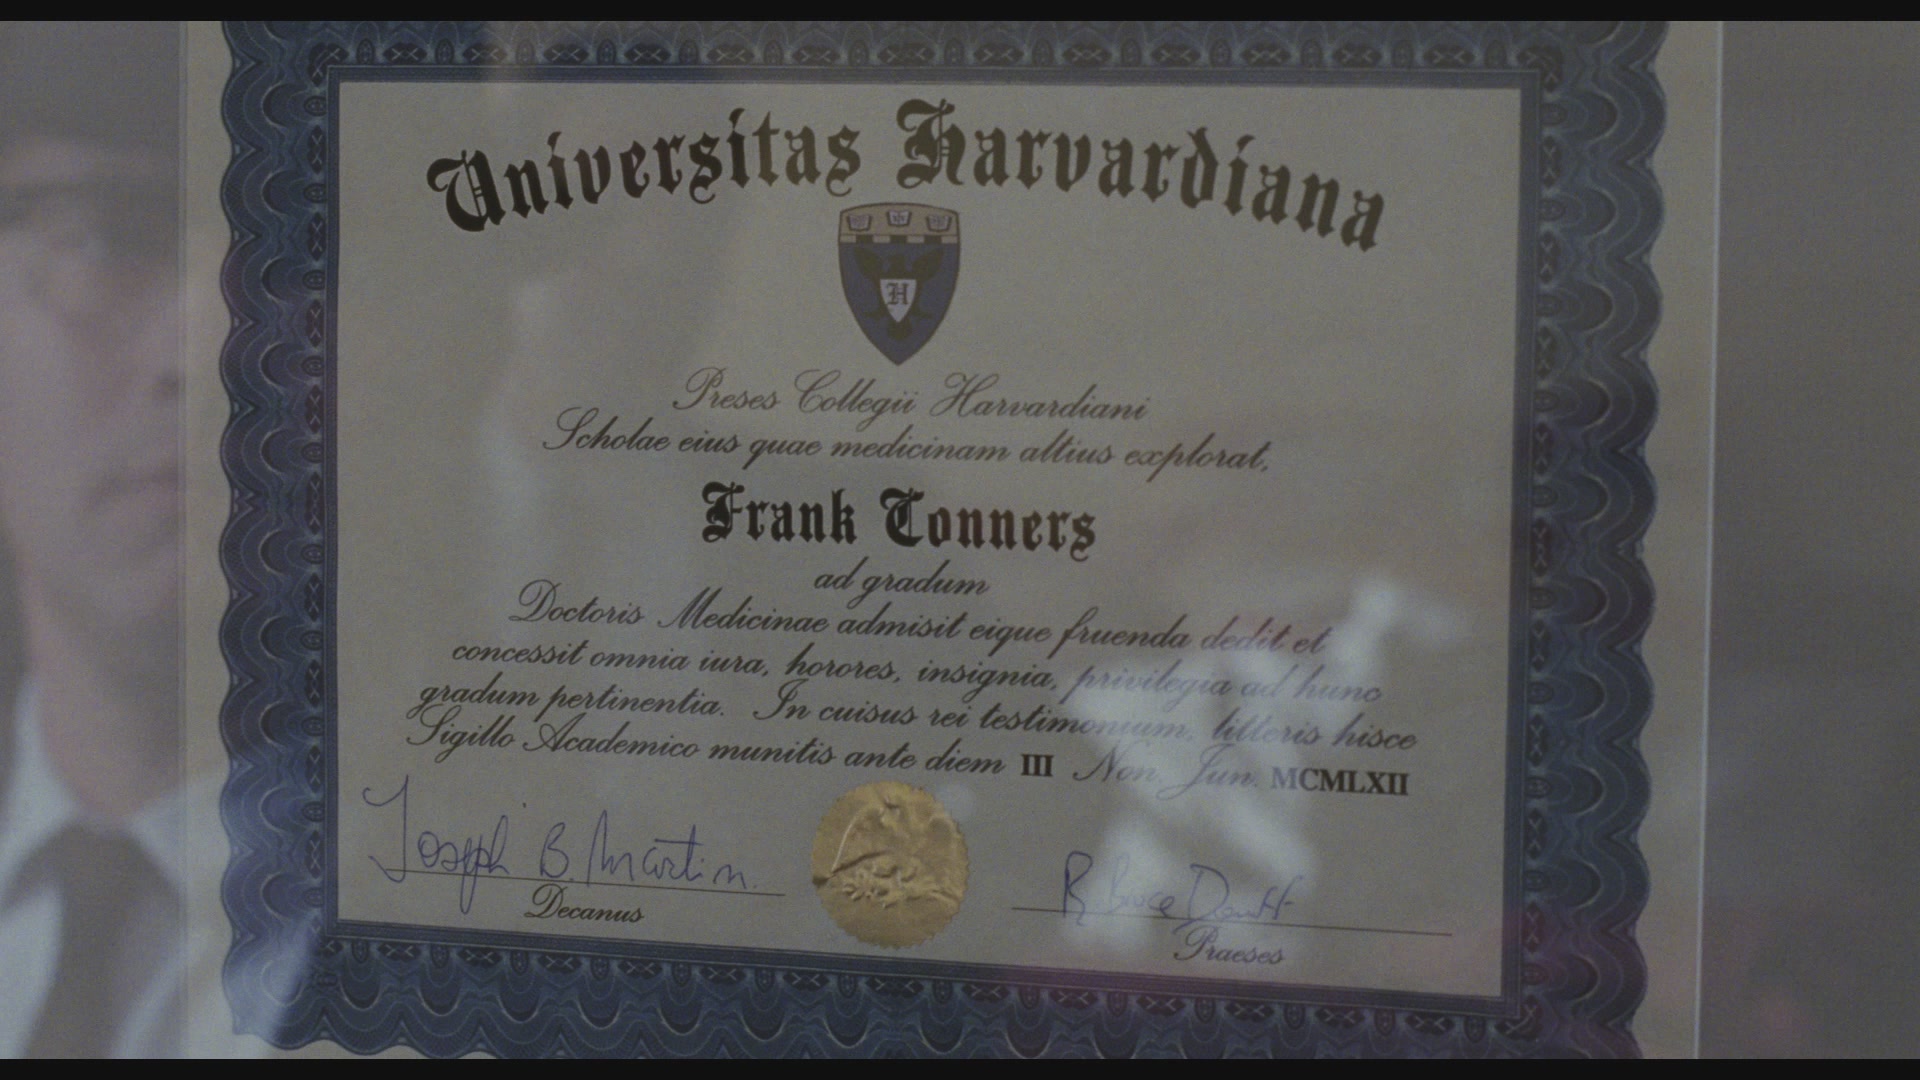 Universitas Harvardiana
H
Preses Collegii Harvardiani
Scholae eius quae medicinam altius explorat,
Frank Conners
ad gradum
Doctoris Medicinae admisit eique fruenda dedit et
concessit omnia iura, horores, insignia, privilegia ad hunc
gradum pertinentia. In cuisus rei testimonium, litteris hisce
Sigillo Academico munitis ante diem III Non. Jun. MCMLXII
Joseph B. Martin
Decanus
R Bruce
Praeses